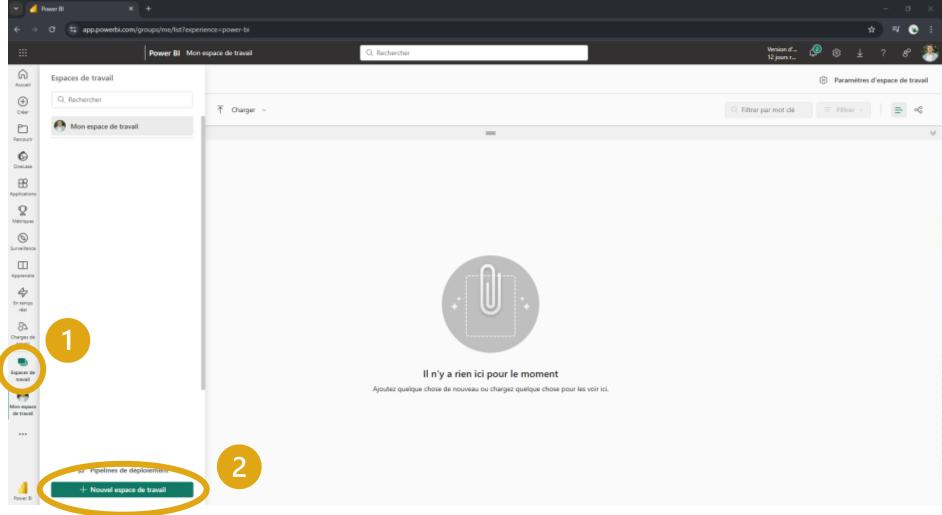 Power BI
app.powerbi.com/groups/me/list?experience=power-bi
Power BI Mon espace de travail
Rechercher
Version d'...
12 jours r...
Accueil
Créer
Parcourir
OneLake
Applications
Métriques
Surveillance
Apprendre
En temps
réel
Charges de
Espaces de
travail
Mon espace
de travail
...
Power BI
Espaces de travail
Rechercher
Mon espace de travail
Pipelines de déploiement
+ Nouvel espace de travail
1
2
Paramètres d'espace de travail
Charger
Filtrer par mot clé
Filtrer
Il n'y a rien ici pour le moment
Ajoutez quelque chose de nouveau ou chargez quelque chose pour les voir ici.